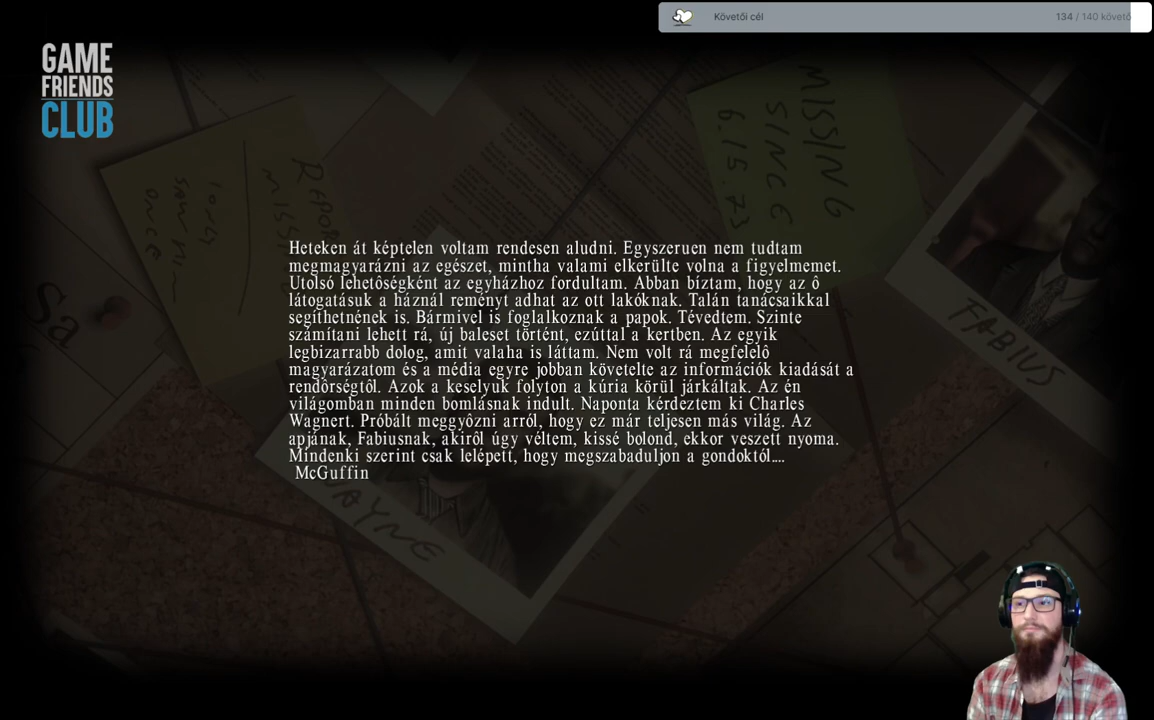 Követői cél
134 / 140 követő
GAME
FRIENDS
CLUB
MISSING
SINCE
6.15.73
ONCE
FABIUS
Heteken át képtelen voltam rendesen aludni. Egyszeruen nem tudtam
megmagyarázni az egészet, mintha valami elkerülte volna a figyelmemet.
Utolsó lehetôségként az egyházhoz fordultam. Abban bíztam, hogy az ô
látogatásuk a háznál reményt adhat az ott lakóknak. Talán tanácsaikkal
segíthetnének is. Bármivel is foglalkoznak a papok. Tévedtem. Szinte
számítani lehett rá, új baleset történt, ezúttal a kertben. Az egyik
legbizarrabb dolog, amit valaha is láttam. Nem volt rá megfelelô
magyarázatom és a média egyre jobban követelte az információk kiadását a
rendôrségtôl. Azok a keselyuk folyton a kúria körül járkáltak. Az én
világomban minden bomlásnak indult. Naponta kérdeztem ki Charles
Wagnert. Próbált meggyôzni arról, hogy ez már teljesen más világ. Az
apjának, Fabiusnak, akirôl úgy véltem, kissé bolond, ekkor veszett nyoma.
Mindenki szerint csak lelépett, hogy megszabaduljon a gondoktól....
McGuffin